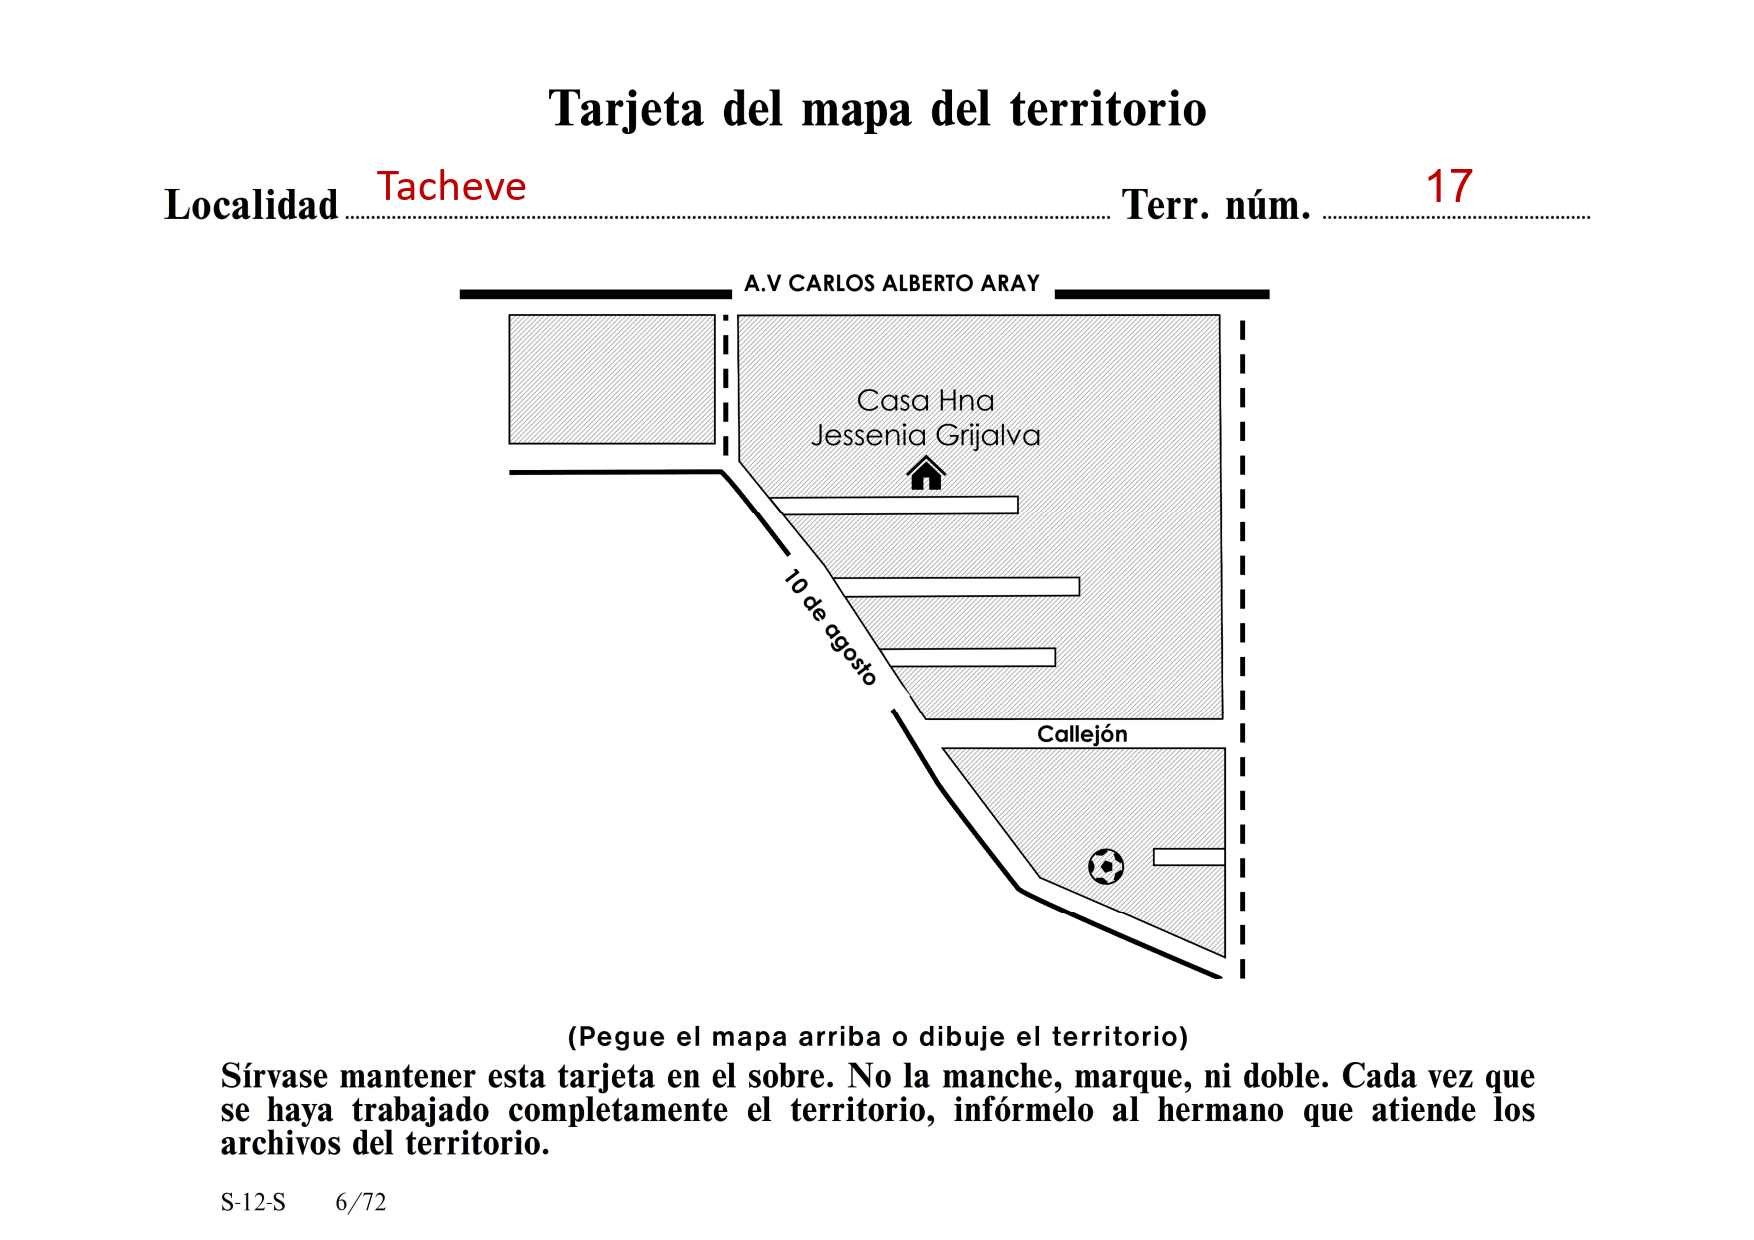 Tarjeta del mapa del territorio
Localidad Tacheve Terr. núm. 17
A.V CARLOS ALBERTO ARAY
Casa Hna
Jessenia Grijalva
10 de agosto
Callejón
(Pegue el mapa arriba o dibuje el territorio)
Sírvase mantener esta tarjeta en el sobre. No la manche, marque, ni doble. Cada vez que
se haya trabajado completamente el territorio, infórmelo al hermano que atiende los
archivos del territorio.
S-12-S 6/72